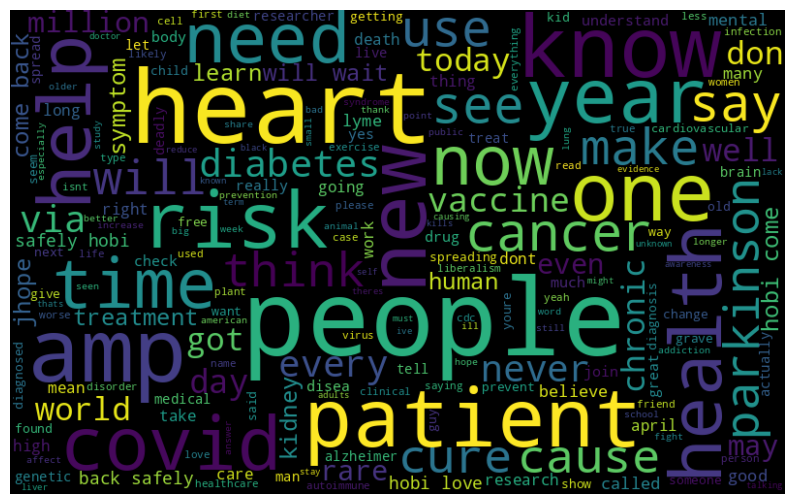 million
come back
spread
doctor
cell
first
diet
researcher
getting
less
infection
older
likely
let
body
need
death
use
kid
understand
mental
everything
know
help
symptom
child
learn
will wait
live
today
thing
don
many
women
seem
especially
long
deadly
heart
syndrome
bad
thank
point
see
year
say
study
type
yes
lyme
share
small
black
exercise
public
true
cardiovascular
isnt
reduce
known
prevention
treat
lung
evidence
will
diabetes
new
now
make
well
really
going
please
read
brain
lack
via
better
right
increase
term
free
big
week
animal
case
work
kills
causing
vaccine
one
old
unknown
longer
way
safely hobi
risk
drug
cancer
parkinson
next
life
used
self
spreading
dont
time
check
think
theres
liberalism
human
even
much
health
awareness
hobi come
jhope
give
seen
plant
want
people
youre
yeah
might
chronic
change
thats
worse
treatment
american
must
ive
cdc
ill
still
word
great
diagnosis
grave
actually
amp
got
virus
hope
never
addiction
diagnosed
name
every
tell
saying
prevent
join
mean
disorder
day
disea
adults
clinical
believe
friend
world
medical
said
kidney
patient
guy
april
school
may
person
found
take
covid
love
answer
cure
cause
fight
high
affect
alzheimer
rare
research
show
called
good
someone
genetic
back safely
care
man
stay
hobi love
liver
healthcare
autoimmune
talking